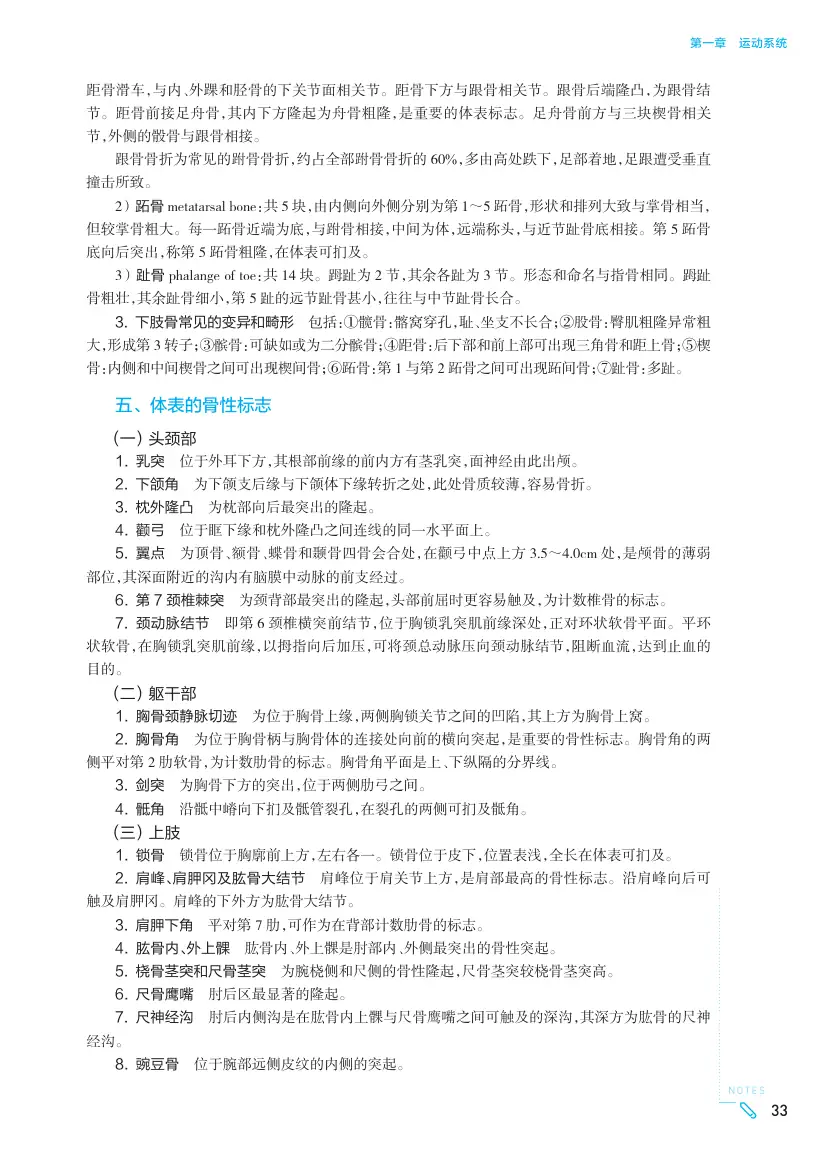 第一章 运动系统
距骨滑车,与内、外踝和胫骨的下关节面相关节。距骨下方与跟骨相关节。跟骨后端隆凸,为跟骨结
节。距骨前接足舟骨,其内下方隆起为舟骨粗隆,是重要的体表标志。足舟骨前方与三块楔骨相关
节,外侧的骰骨与跟骨相接。
跟骨骨折为常见的跗骨骨折,约占全部跗骨骨折的 60%,多由高处跌下,足部着地,足跟遭受垂直
撞击所致。
2)跖骨 metatarsal bone:共 5 块,由内侧向外侧分别为第 1～5 跖骨,形状和排列大致与掌骨相当,
但较掌骨粗大。每一跖骨近端为底,与跗骨相接,中间为体,远端称头,与近节趾骨底相接。第 5 跖骨
底向后突出,称第 5 跖骨粗隆,在体表可扪及。
3)趾骨 phalange of toe:共 14 块。踇趾为 2 节,其余各趾为 3 节。形态和命名与指骨相同。踇趾
骨粗壮,其余趾骨细小,第 5 趾的远节趾骨甚小,往往与中节趾骨长合。
3. 下肢骨常见的变异和畸形 包括:①髋骨:髂窝穿孔,耻、坐支不长合;②股骨:臀肌粗隆异常粗
大,形成第 3 转子;③髌骨:可缺如或为二分髌骨;④距骨:后下部和前上部可出现三角骨和距上骨;⑤楔
骨:内侧和中间楔骨之间可出现楔间骨;⑥跖骨:第 1 与第 2 跖骨之间可出现跖间骨;⑦趾骨:多趾。
五、体表的骨性标志
(一)头颈部
1. 乳突 位于外耳下方,其根部前缘的前内方有茎乳突,面神经由此出颅。
2. 下颌角 为下颌支后缘与下颌体下缘转折之处,此处骨质较薄,容易骨折。
3. 枕外隆凸 为枕部向后最突出的隆起。
4. 颧弓 位于眶下缘和枕外隆凸之间连线的同一水平面上。
5. 翼点 为顶骨、额骨、蝶骨和颞骨四骨会合处,在颧弓中点上方 3.5～4.0cm 处,是颅骨的薄弱
部位,其深面附近的沟内有脑膜中动脉的前支经过。
6. 第 7 颈椎棘突 为颈背部最突出的隆起,头部前屈时更容易触及,为计数椎骨的标志。
7. 颈动脉结节 即第 6 颈椎横突前结节,位于胸锁乳突肌前缘深处,正对环状软骨平面。平环
状软骨,在胸锁乳突肌前缘,以拇指向后加压,可将颈总动脉压向颈动脉结节,阻断血流,达到止血的
目的。
(二)躯干部
1. 胸骨颈静脉切迹 为位于胸骨上缘,两侧胸锁关节之间的凹陷,其上方为胸骨上窝。
2. 胸骨角 为位于胸骨柄与胸骨体的连接处向前的横向突起,是重要的骨性标志。胸骨角的两
侧平对第 2 肋软骨,为计数肋骨的标志。胸骨角平面是上、下纵隔的分界线。
3. 剑突 为胸骨下方的突出,位于两侧肋弓之间。
4. 骶角 沿骶中嵴向下扪及骶管裂孔,在裂孔的两侧可扪及骶角。
(三)上肢
1. 锁骨 锁骨位于胸廓前上方,左右各一。锁骨位于皮下,位置表浅,全长在体表可扪及。
2. 肩峰、肩胛冈及肱骨大结节 肩峰位于肩关节上方,是肩部最高的骨性标志。沿肩峰向后可
触及肩胛冈。肩峰的下外方为肱骨大结节。
3. 肩胛下角 平对第 7 肋,可作为在背部计数肋骨的标志。
4. 肱骨内、外上髁 肱骨内、外上髁是肘部内、外侧最突出的骨性突起。
5. 桡骨茎突和尺骨茎突 为腕桡侧和尺侧的骨性隆起,尺骨茎突较桡骨茎突高。
6. 尺骨鹰嘴 肘后区最显著的隆起。
7. 尺神经沟 肘后内侧沟是在肱骨内上髁与尺骨鹰嘴之间可触及的深沟,其深方为肱骨的尺神
经沟。
8. 豌豆骨 位于腕部远侧皮纹的内侧的突起。
NOTES
33